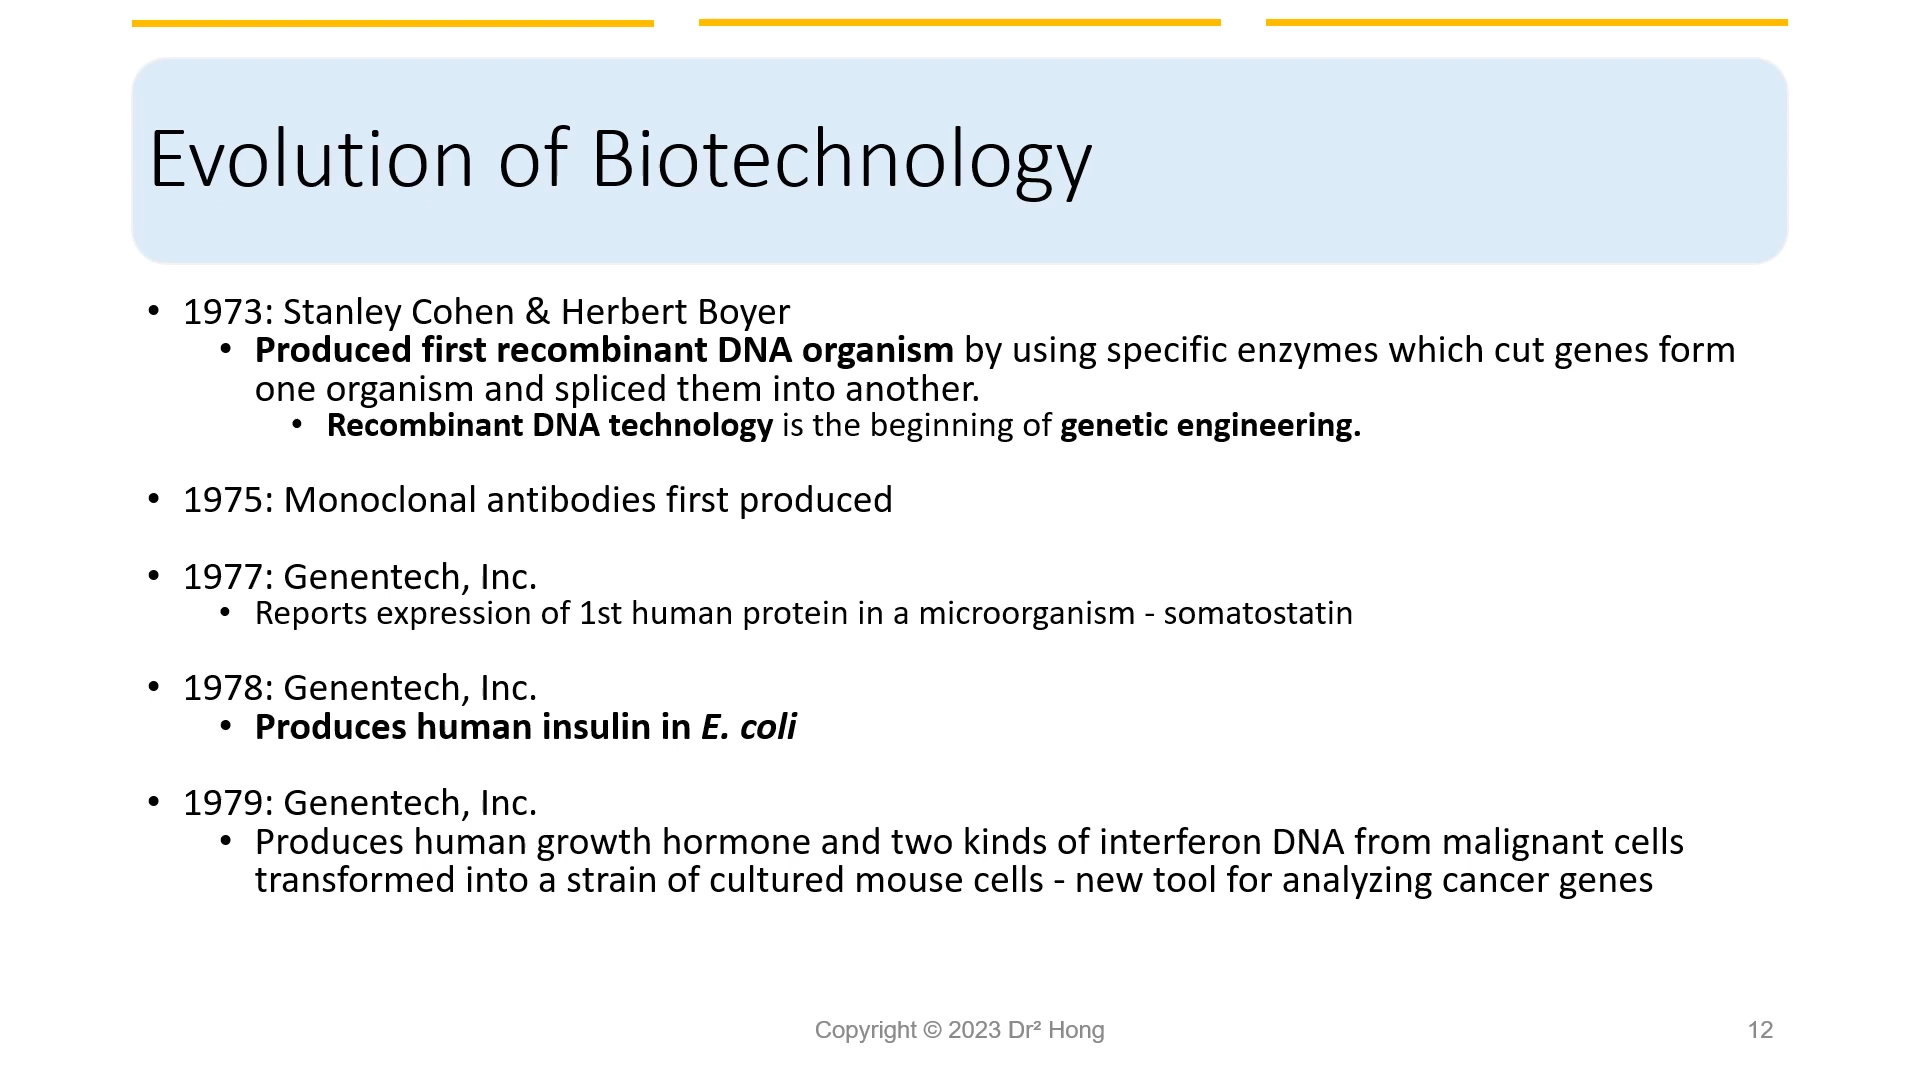 Evolution of Biotechnology
• 1973: Stanley Cohen & Herbert Boyer
• Produced first recombinant DNA organism by using specific enzymes which cut genes form
one organism and spliced them into another.
• Recombinant DNA technology is the beginning of genetic engineering.
• 1975: Monoclonal antibodies first produced
• 1977: Genentech, Inc.
• Reports expression of 1st human protein in a microorganism - somatostatin
• 1978: Genentech, Inc.
• Produces human insulin in E. coli
• 1979: Genentech, Inc.
• Produces human growth hormone and two kinds of interferon DNA from malignant cells
transformed into a strain of cultured mouse cells - new tool for analyzing cancer genes
Copyright © 2023 Dr² Hong
12